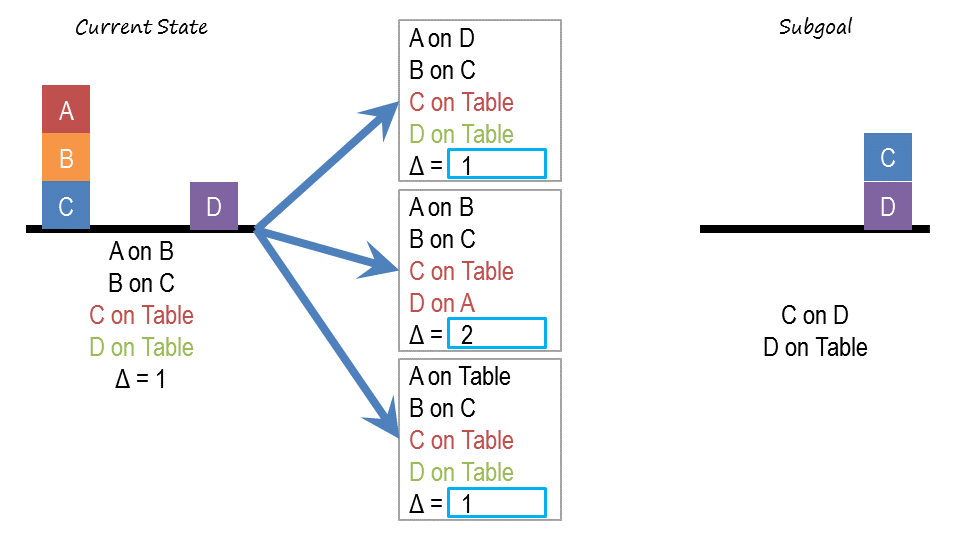 Current State
A
B
C
D
A on B
B on C
C on Table
D on Table
Δ = 1
A on D
B on C
C on Table
D on Table
Δ = 1
A on B
B on C
C on Table
D on A
Δ = 2
A on Table
B on C
C on Table
D on Table
Δ = 1
Subgoal
C
D
C on D
D on Table